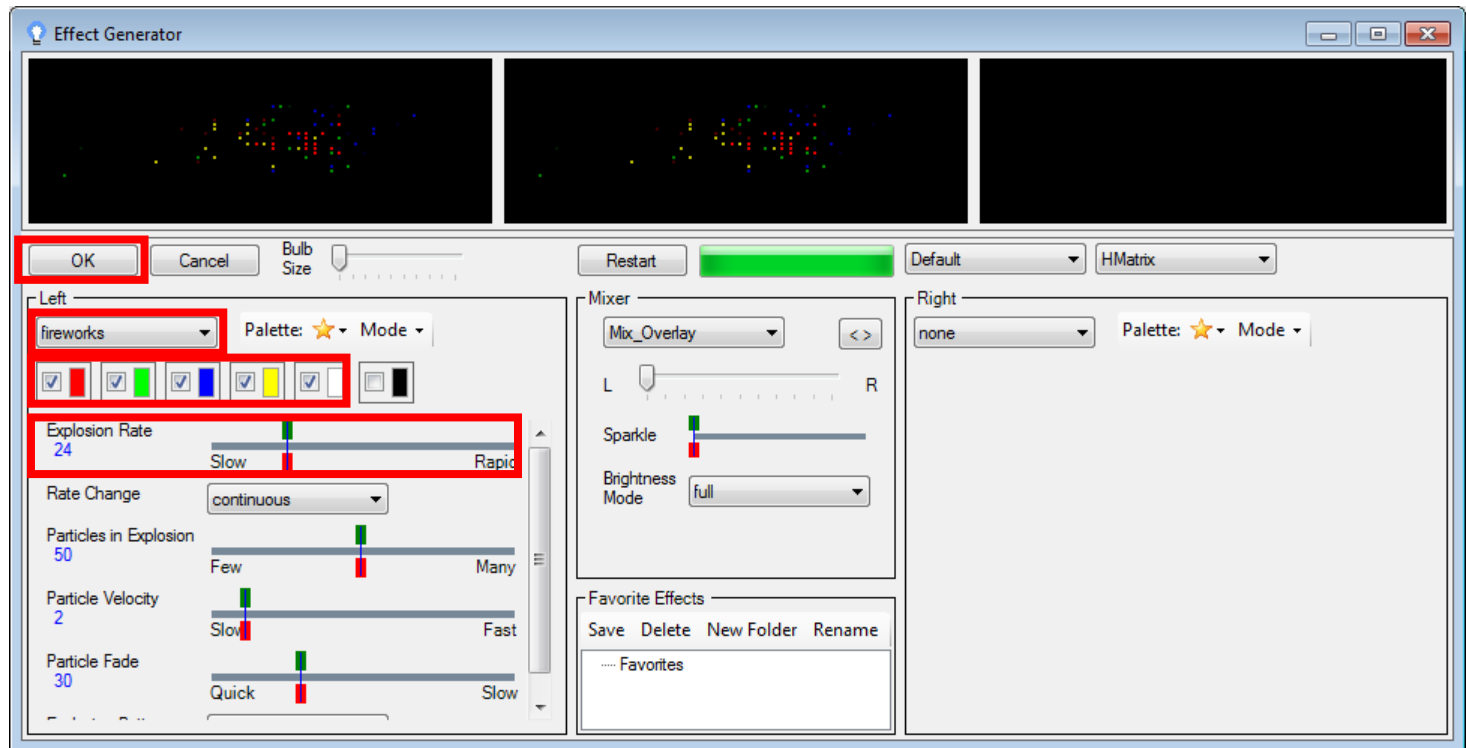 Effect Generator
OK
Cancel
Bulb
Size
Restart
Default
HMatrix
Left
fireworks
Palette:
Mode
Explosion Rate
24
Slow
Rapid
Rate Change
continuous
Particles in Explosion
50
Few
Many
Particle Velocity
2
Slow
Fast
Particle Fade
30
Quick
Slow
Mixer
Mix_Overlay
< >
L
R
Sparkle
Brightness
Mode
full
Favorite Effects
Save Delete New Folder Rename
Favorites
Right
none
Palette:
Mode